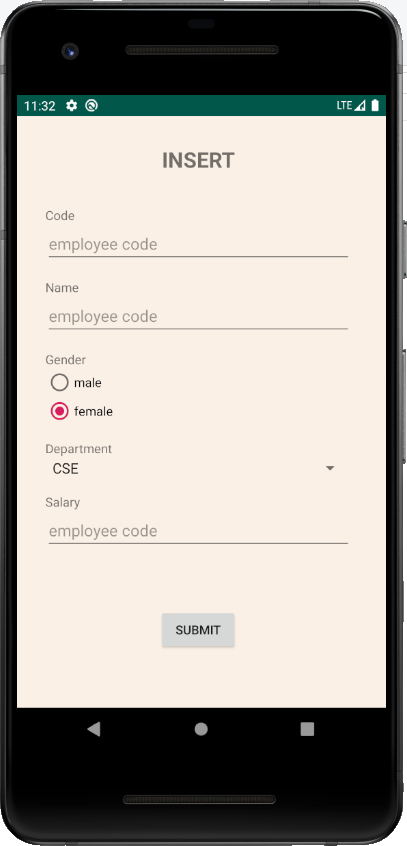 11:32 LTE
INSERT
Code
employee code
Name
employee code
Gender
male
female
Department
CSE
Salary
employee code
SUBMIT